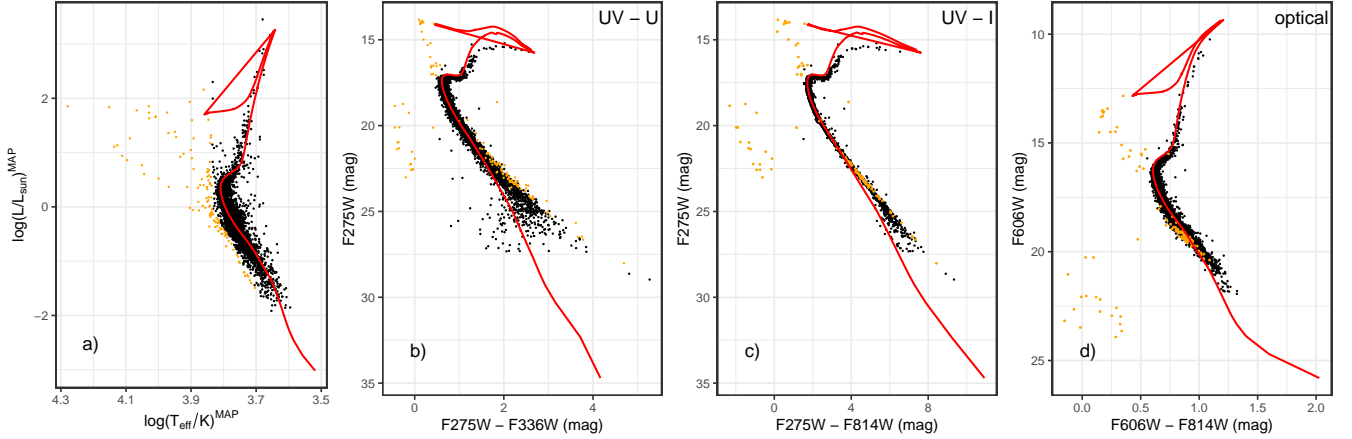 2
0
−2
4.3
4.1
3.9
3.7
3.5
log(T_eff/K)^MAP
log(L/L_sun)^MAP
a)
UV − U
15
20
25
30
35
0
2
4
F275W − F336W (mag)
F275W (mag)
b)
UV − I
15
20
25
30
35
0
4
8
F275W − F814W (mag)
F275W (mag)
c)
optical
10
15
20
25
0.0
0.5
1.0
1.5
2.0
F606W − F814W (mag)
F606W (mag)
d)